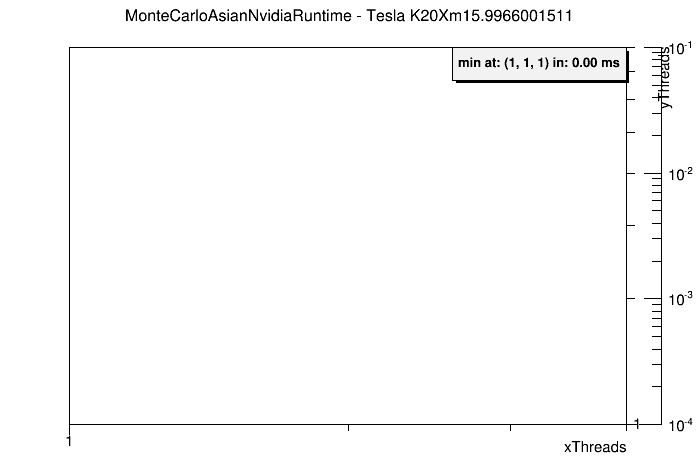 MonteCarloAsianNvidiaRuntime - Tesla K20Xm15.9966001511
min at: (1, 1, 1) in: 0.00 ms
10-1
yThreads
10-2
10-3
10-4
1
1
xThreads